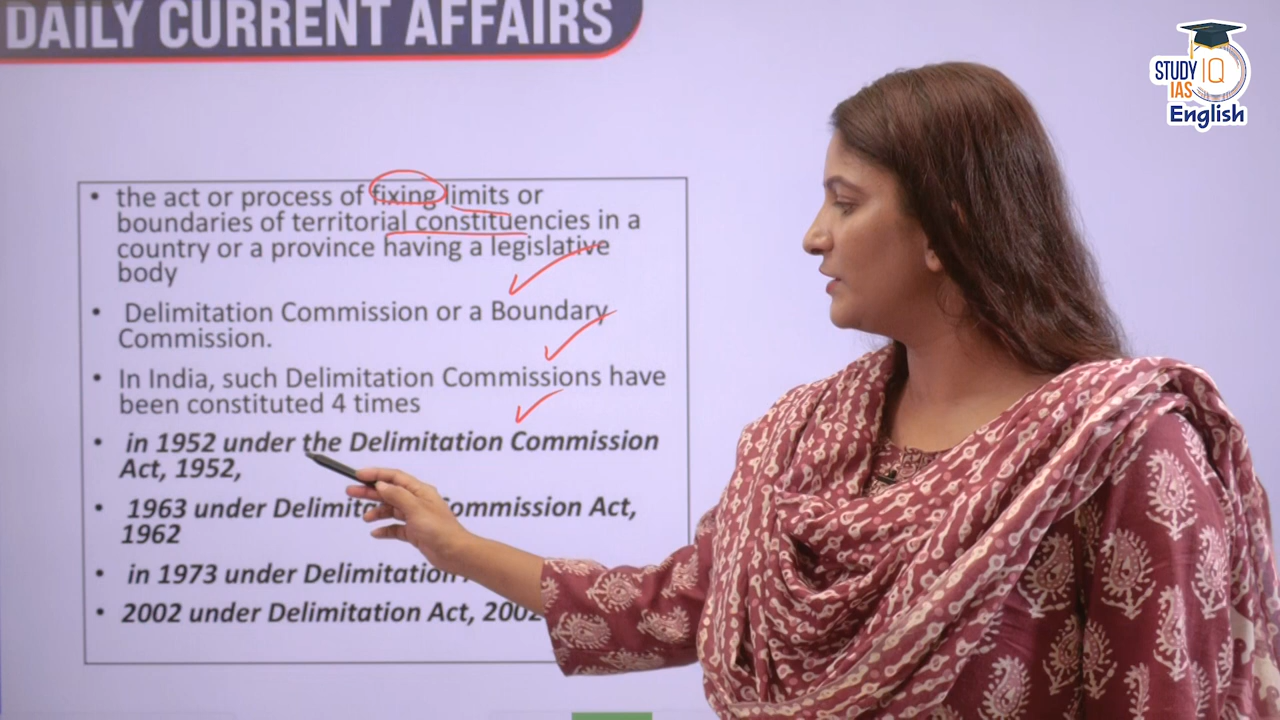 DAILY CURRENT AFFAIRS
STUDY IQ
IAS
English
• the act or process of fixing limits or
boundaries of territorial constituencies in a
country or a province having a legislative
body
• Delimitation Commission or a Boundary
Commission.
• In India, such Delimitation Commissions have
been constituted 4 times
• in 1952 under the Delimitation Commission
Act, 1952,
• 1963 under Commission Act,
1962
• in 1973 under Delimitation
• 2002 under Delimitation Act, 2002